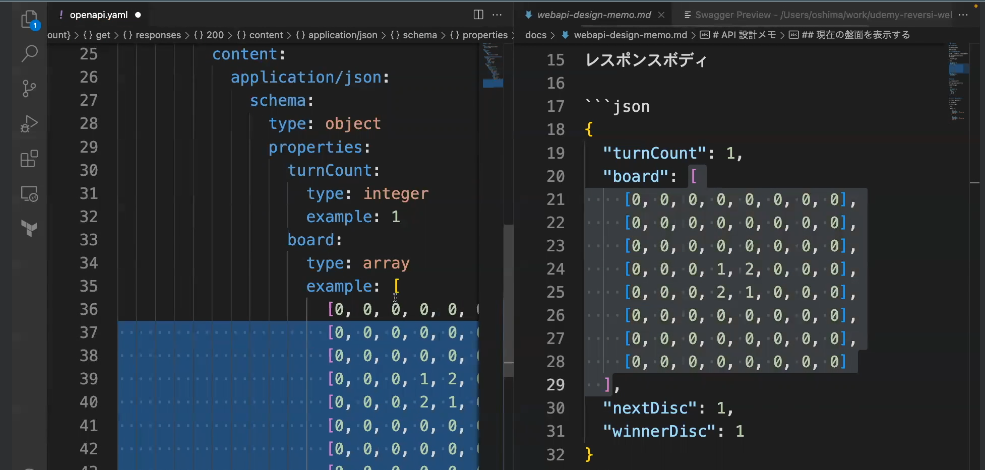 openapi.yaml
webapi-design-memo.md
Swagger Preview - /Users/oshima/work/udemy-reversi-wel
ount} > {} get > {} responses > {} 200 > {} content > {} application/json > {} schema > {} properties
docs > webapi-design-memo.md > # API 設計メモ > ## 現在の盤面を表示する
1
25 content:
26 application/json:
27 schema:
28 type: object
29 properties:
30 turnCount:
31 type: integer
32 example: 1
33 board:
34 type: array
35 example: [
36 [0, 0, 0, 0, 0,
37 [0, 0, 0, 0, 0,
38 [0, 0, 0, 0, 0,
39 [0, 0, 0, 1, 2,
40 [0, 0, 0, 2, 1,
41 [0, 0, 0, 0, 0,
42 [0, 0, 0, 0, 0,
15 レスポンスボディ
16
17 ```json
18 {
19 "turnCount": 1,
20 "board": [
21 [0, 0, 0, 0, 0, 0, 0, 0],
22 [0, 0, 0, 0, 0, 0, 0, 0],
23 [0, 0, 0, 0, 0, 0, 0, 0],
24 [0, 0, 0, 1, 2, 0, 0, 0],
25 [0, 0, 0, 2, 1, 0, 0, 0],
26 [0, 0, 0, 0, 0, 0, 0, 0],
27 [0, 0, 0, 0, 0, 0, 0, 0],
28 [0, 0, 0, 0, 0, 0, 0, 0]
29 ],
30 "nextDisc": 1,
31 "winnerDisc": 1
32 }